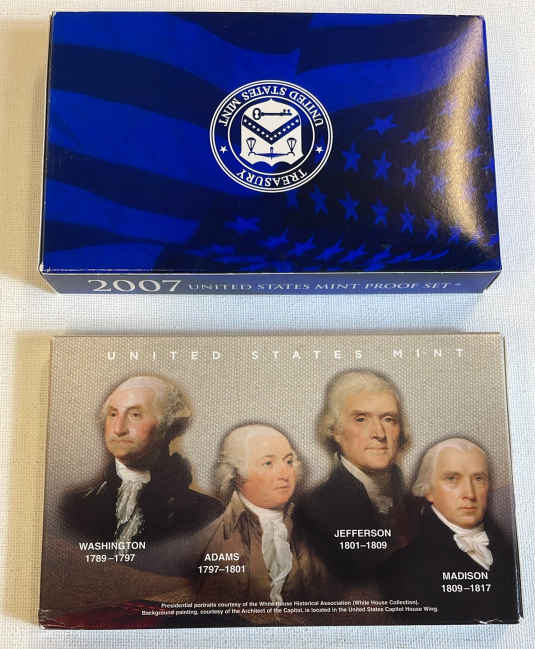 UNITED STATES MINT
TREASURY
2007 UNITED STATES MINT PROOF SET®
UNITED STATES MINT
WASHINGTON
1789–1797
ADAMS
1797–1801
JEFFERSON
1801–1809
MADISON
1809–1817
Presidential portraits courtesy of the White House Historical Association (White House Collection).
Background painting, courtesy of the Architect of the Capitol, is located in the United States Capitol House Wing.